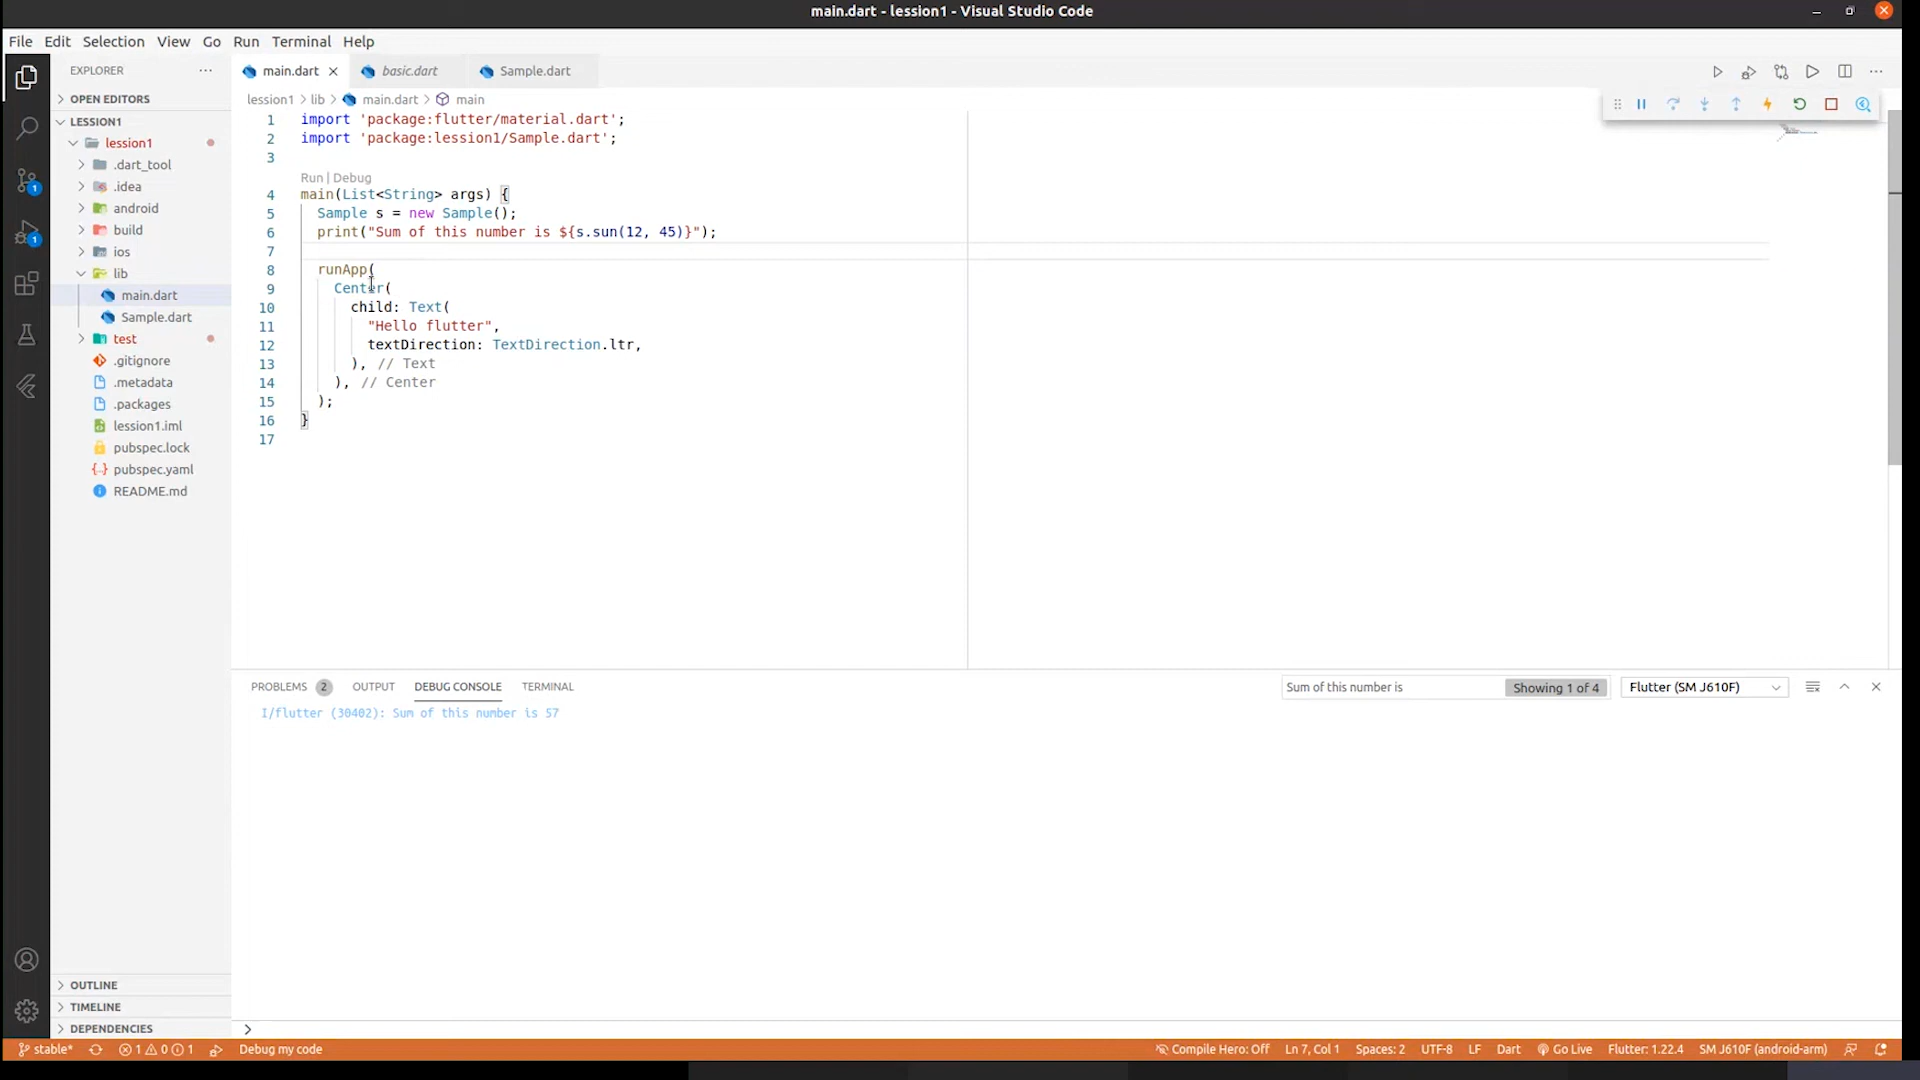 main.dart - lession1 - Visual Studio Code
File Edit Selection View Go Run Terminal Help
EXPLORER
OPEN EDITORS
LESSION1
lession1
.dart_tool
.idea
android
build
ios
lib
main.dart
Sample.dart
test
.gitignore
.metadata
.packages
lession1.iml
pubspec.lock
pubspec.yaml
README.md
OUTLINE
TIMELINE
DEPENDENCIES
main.dart basic.dart Sample.dart
lession1 > lib > main.dart > main
1 import 'package:flutter/material.dart';
2 import 'package:lession1/Sample.dart';
3
Run | Debug
4 main(List<String> args) {
5 Sample s = new Sample();
6 print("Sum of this number is ${s.sun(12, 45)}");
7
8 runApp(
9 Center(
10 child: Text(
11 "Hello flutter",
12 textDirection: TextDirection.ltr,
13 ), // Text
14 ), // Center
15 );
16 }
17
PROBLEMS 2 OUTPUT DEBUG CONSOLE TERMINAL Sum of this number is Showing 1 of 4 Flutter (SM J610F)
I/flutter (30402): Sum of this number is 57
>
stable* 1 0 1 Debug my code Compile Hero: Off Ln 7, Col 1 Spaces: 2 UTF-8 LF Dart Go Live Flutter: 1.22.4 SM J610F (android-arm)